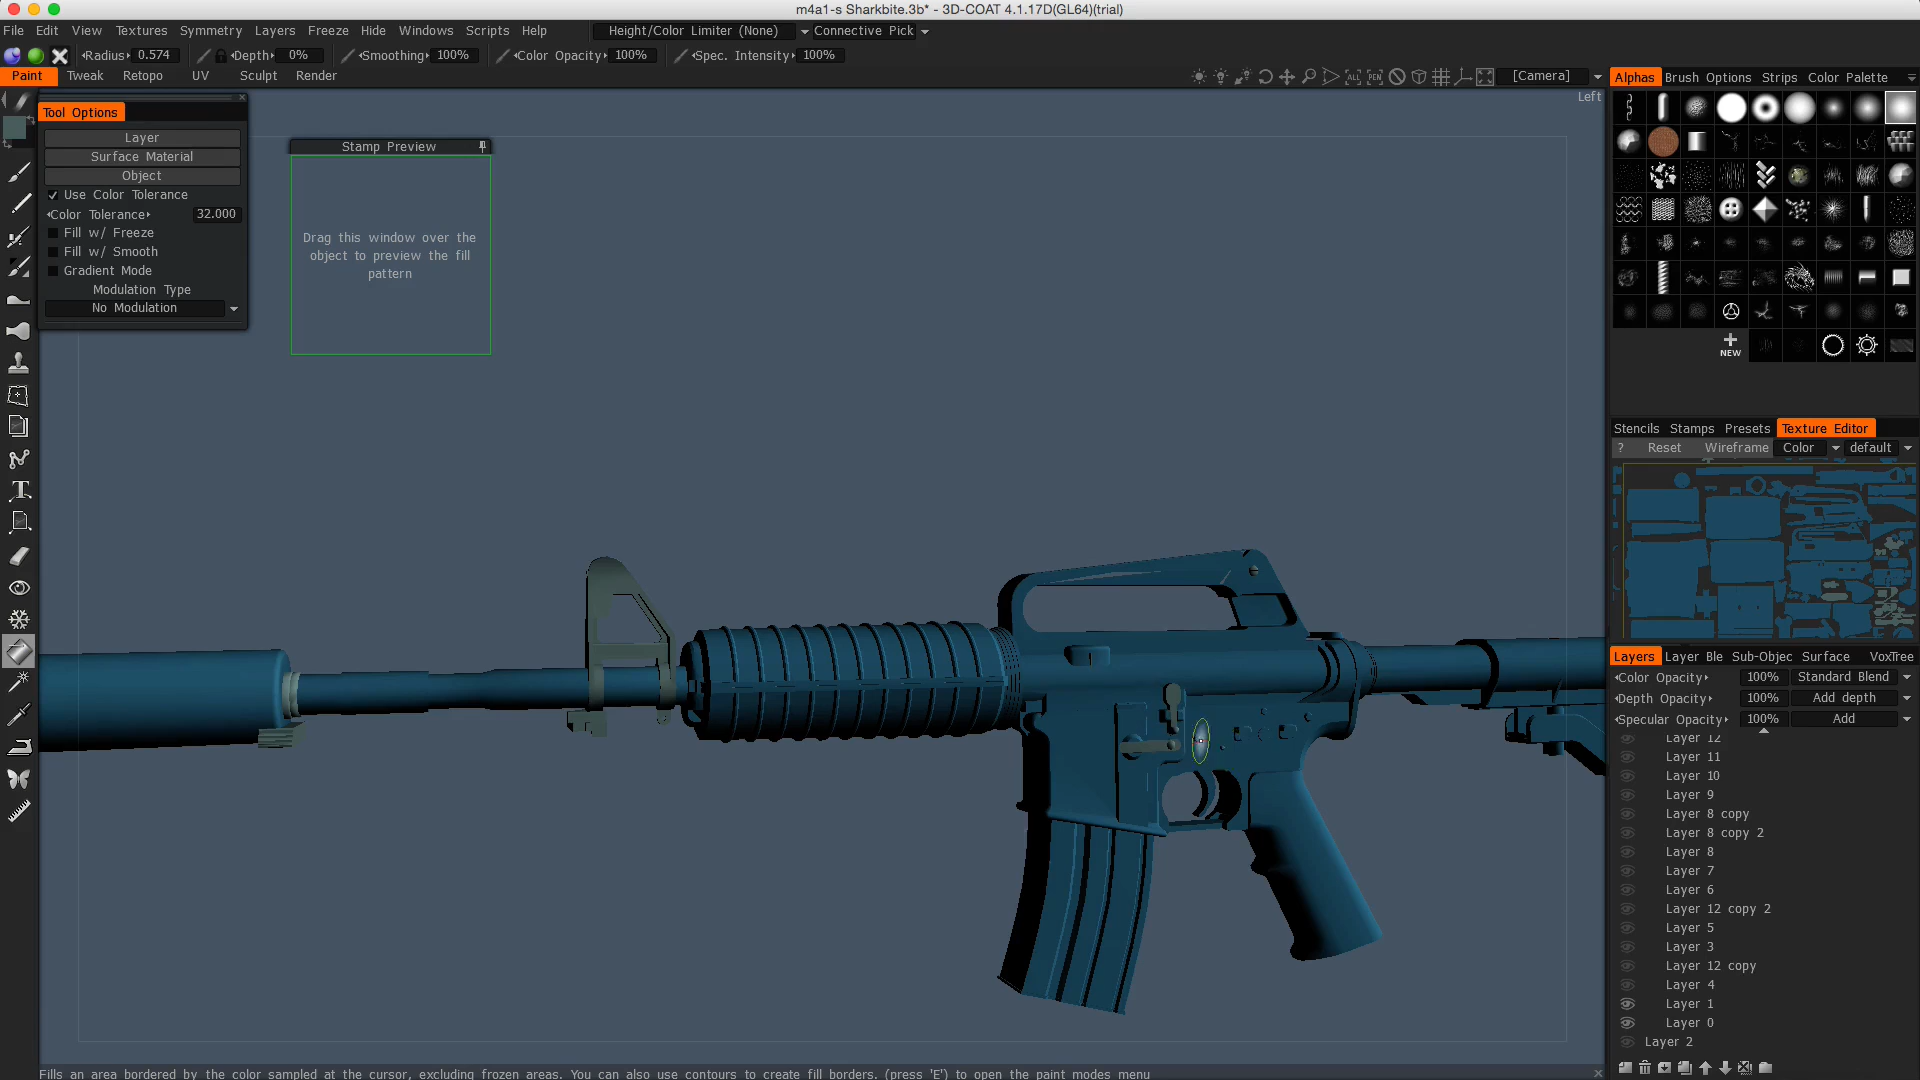 m4a1-s Sharkbite.3b* - 3D-COAT 4.1.17D(GL64)(trial)
File Edit View Textures Symmetry Layers Freeze Hide Windows Scripts Help Height/Color Limiter (None) Connective Pick
Radius 0.574 Depth 0% Smoothing 100% Color Opacity 100% Spec. Intensity 100%
Paint Tweak Retopo UV Sculpt Render ALL PEN [Camera]
Left
Tool Options
Layer
Surface Material
Object
Use Color Tolerance
Color Tolerance 32.000
Fill w/ Freeze
Fill w/ Smooth
Gradient Mode
Modulation Type
No Modulation
Stamp Preview
Drag this window over the
object to preview the fill
pattern
Alphas Brush Options Strips Color Palette
NEW
Stencils Stamps Presets Texture Editor
? Reset Wireframe Color default
Layers Layer Ble Sub-Objec Surface VoxTree
Color Opacity 100% Standard Blend
Depth Opacity 100% Add depth
Specular Opacity 100% Add
Layer 12
Layer 11
Layer 10
Layer 9
Layer 8 copy
Layer 8 copy 2
Layer 8
Layer 7
Layer 6
Layer 12 copy 2
Layer 5
Layer 3
Layer 12 copy
Layer 4
Layer 1
Layer 0
Layer 2
Fills an area bordered by the color sampled at the cursor, excluding frozen areas. You can also use contours to create fill borders. (press 'E') to open the paint modes menu